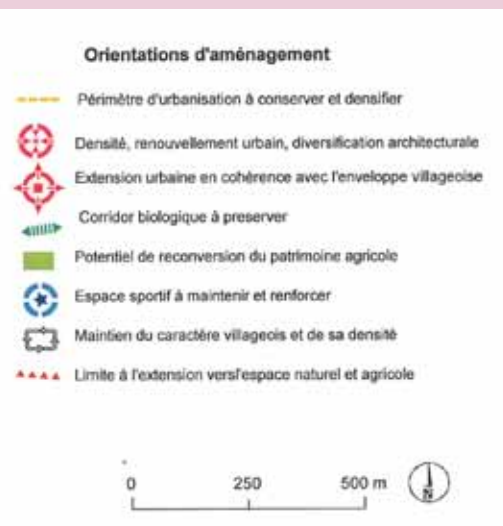 Orientations d'aménagement
Périmètre d'urbanisation à conserver et densifier
Densité, renouvellement urbain, diversification architecturale
Extension urbaine en cohérence avec l'enveloppe villageoise
Corridor biologique à preserver
Potentiel de reconversion du patrimoine agricole
Espace sportif à maintenir et renforcer
Maintien du caractère villageois et de sa densité
Limite à l'extension versl'espace naturel et agricole
0 250 500 m
N